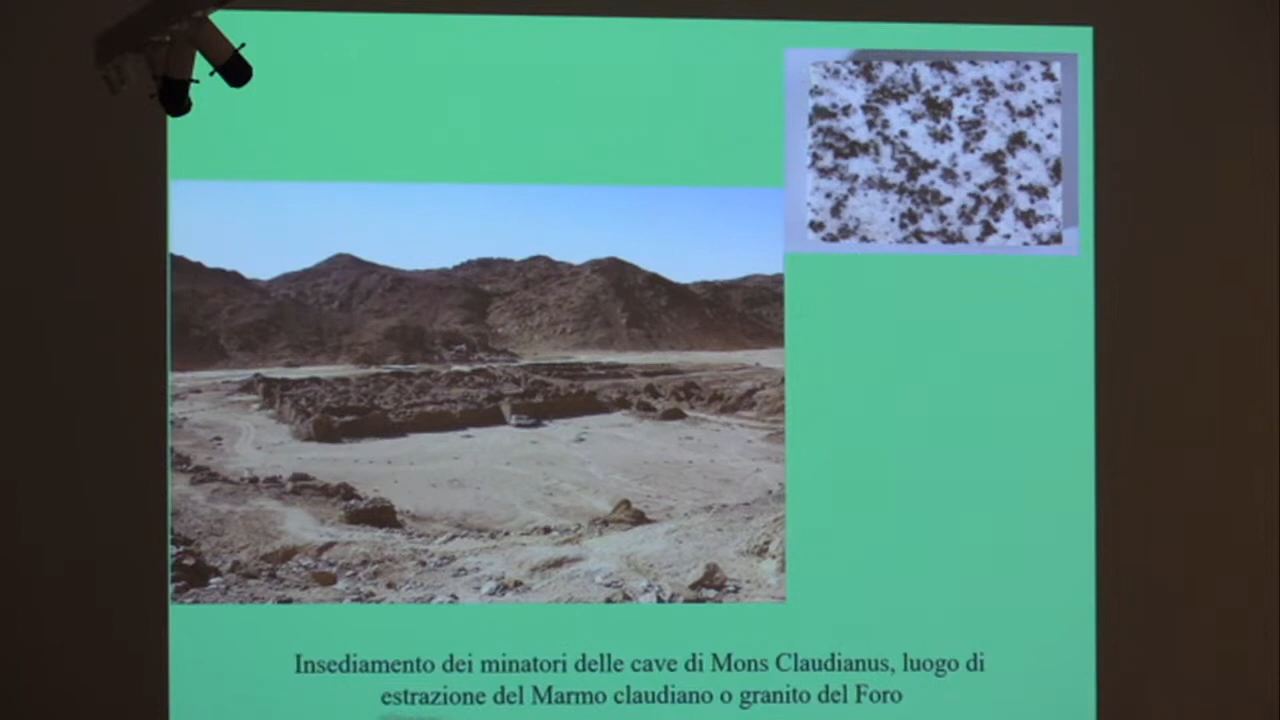 Insediamento dei minatori delle cave di Mons Claudianus, luogo di
estrazione del Marmo claudiano o granito del Foro